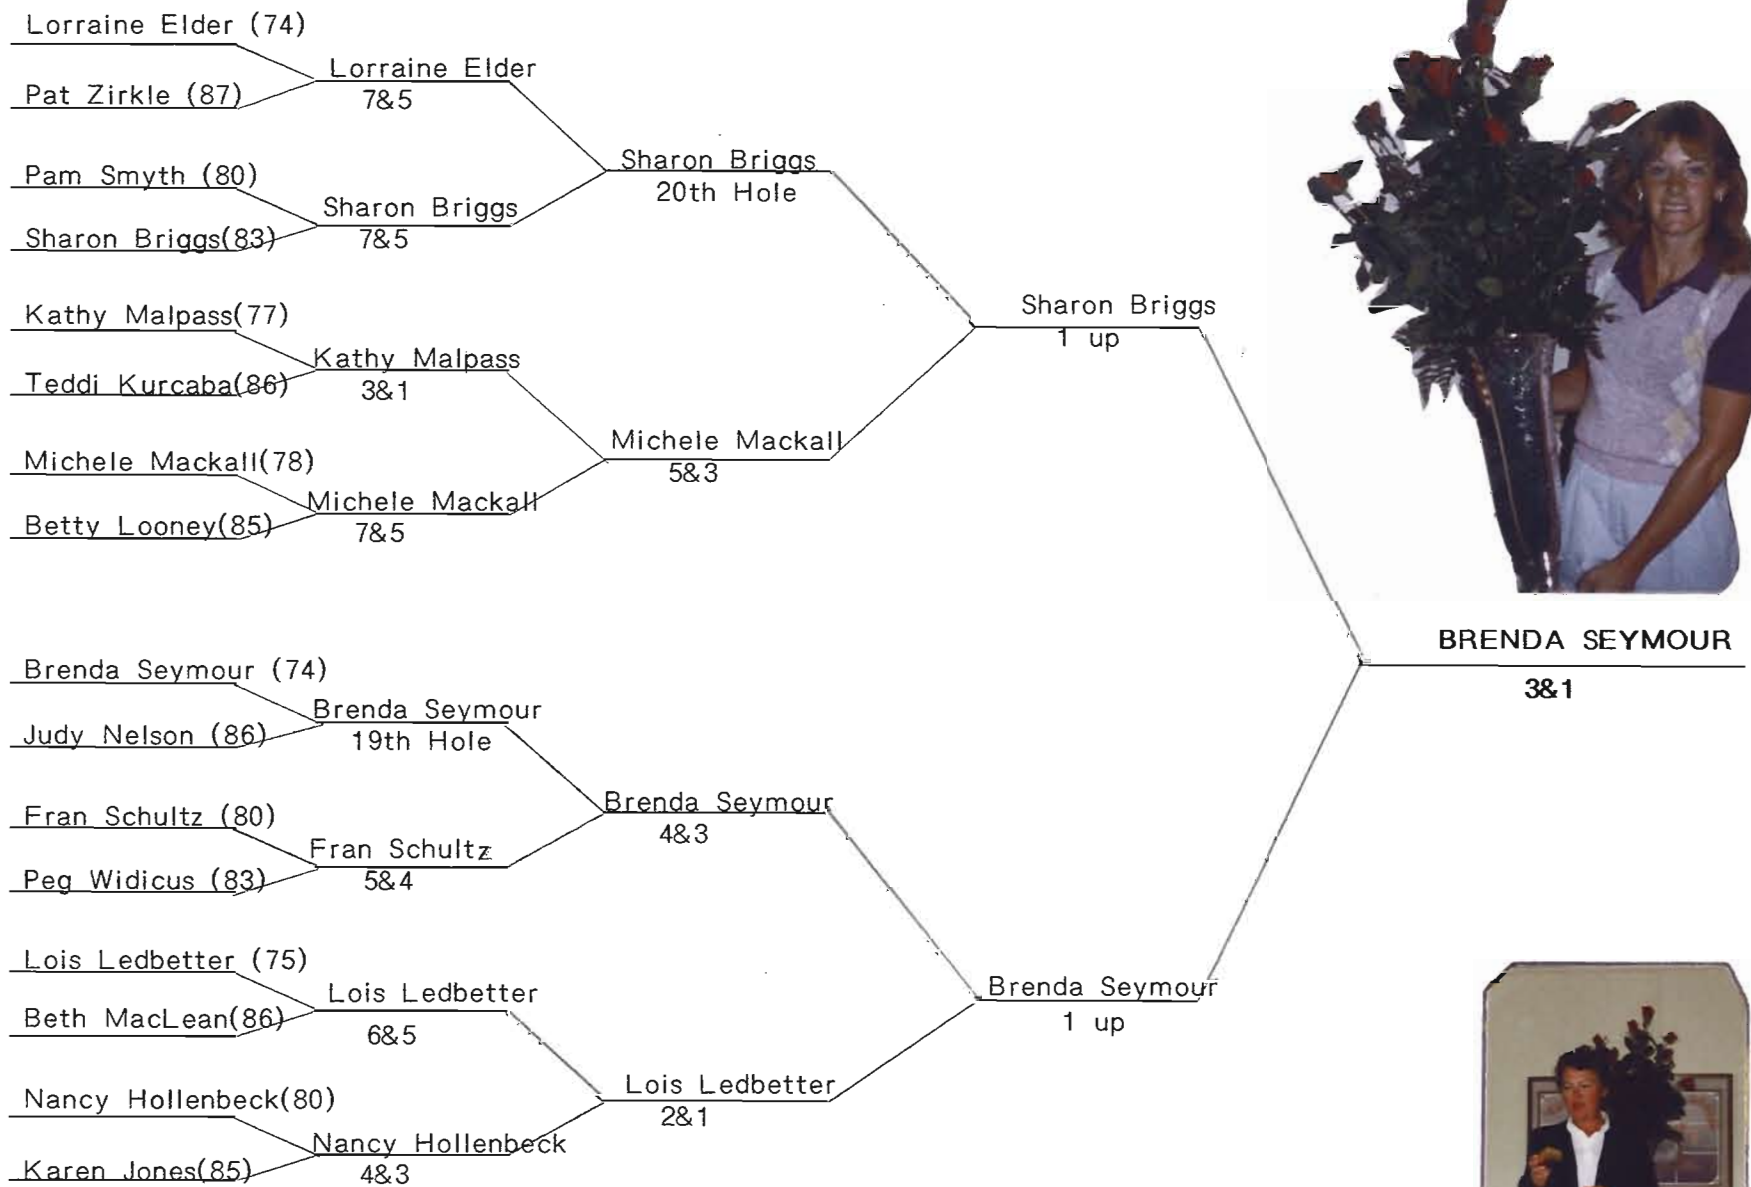 Lorraine Elder (74)
Pat Zirkle (87)
Pam Smyth (80)
Sharon Briggs(83)
Kathy Malpass(77)
Teddi Kurcaba(86)
Michele Mackall(78)
Betty Looney(85)
Brenda Seymour (74)
Judy Nelson (86)
Fran Schultz (80)
Peg Widicus (83)
Lois Ledbetter (75)
Beth MacLean(86)
Nancy Hollenbeck(80)
Karen Jones(85)
Lorraine Elder
7&5
Sharon Briggs
7&5
Kathy Malpass
3&1
Michele Mackall
7&5
Brenda Seymour
19th Hole
Fran Schultz
5&4
Lois Ledbetter
6&5
Nancy Hollenbeck
4&3
Sharon Briggs
20th Hole
Michele Mackall
5&3
Brenda Seymour
4&3
Lois Ledbetter
2&1
Sharon Briggs
1 up
Brenda Seymour
1 up
BRENDA SEYMOUR
3&1